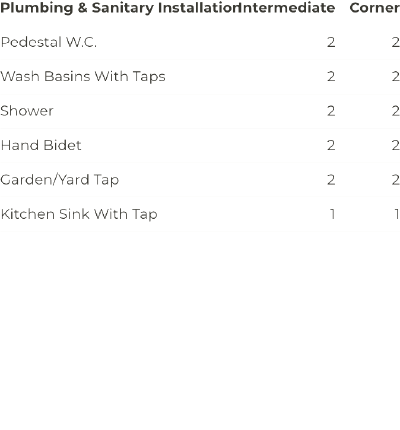 Plumbing & Sanitary Installation Intermediate Corner
Pedestal W.C. 2 2
Wash Basins With Taps 2 2
Shower 2 2
Hand Bidet 2 2
Garden/Yard Tap 2 2
Kitchen Sink With Tap 1 1